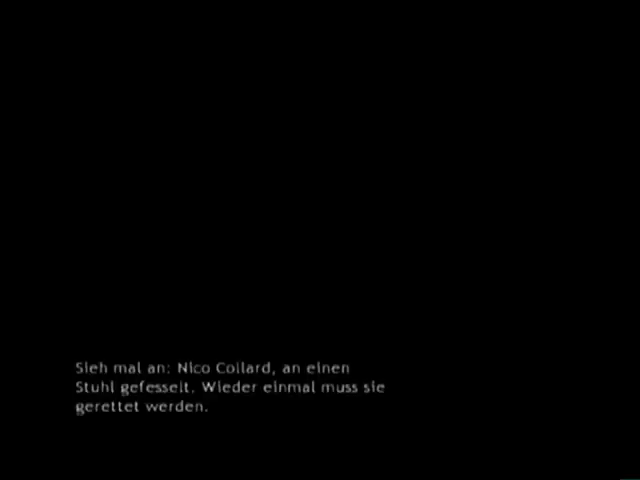 Sieh mal an: Nico Collard, an einen
Stuhl gefesselt. Wieder einmal muss sie
gerettet werden.